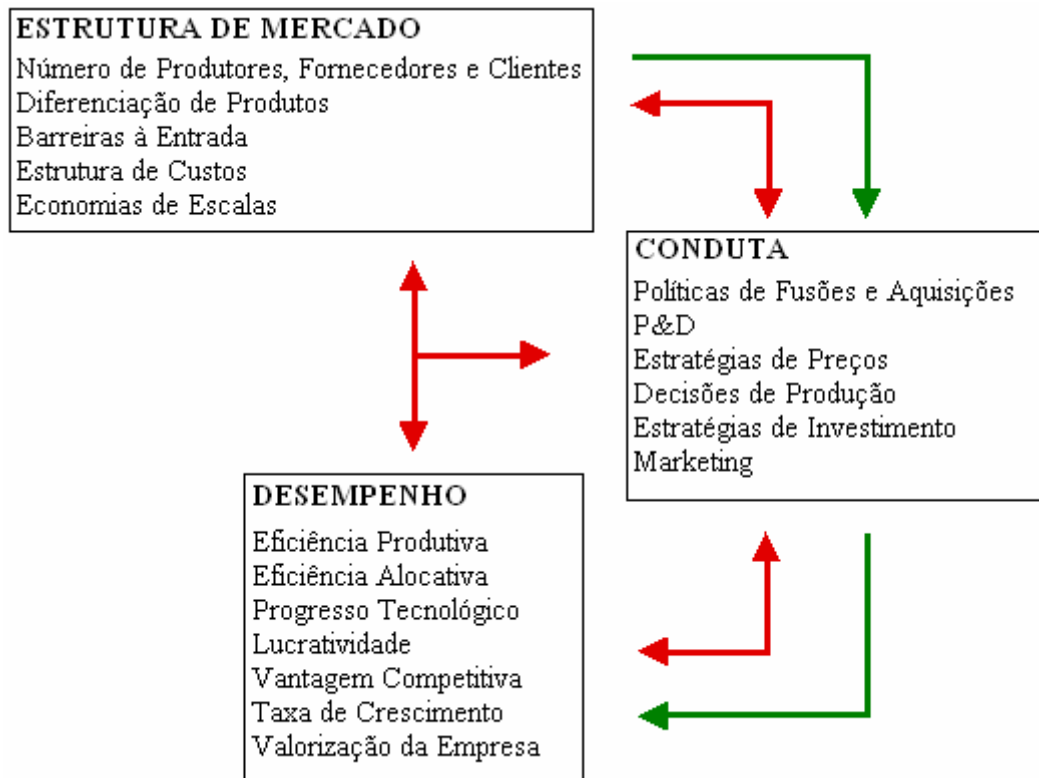 ESTRUTURA DE MERCADO
Número de Produtores, Fornecedores e Clientes
Diferenciação de Produtos
Barreiras à Entrada
Estrutura de Custos
Economias de Escalas
CONDUTA
Políticas de Fusões e Aquisições
P&D
Estratégias de Preços
Decisões de Produção
Estratégias de Investimento
Marketing
DESEMPENHO
Eficiência Produtiva
Eficiência Alocativa
Progresso Tecnológico
Lucratividade
Vantagem Competitiva
Taxa de Crescimento
Valorização da Empresa